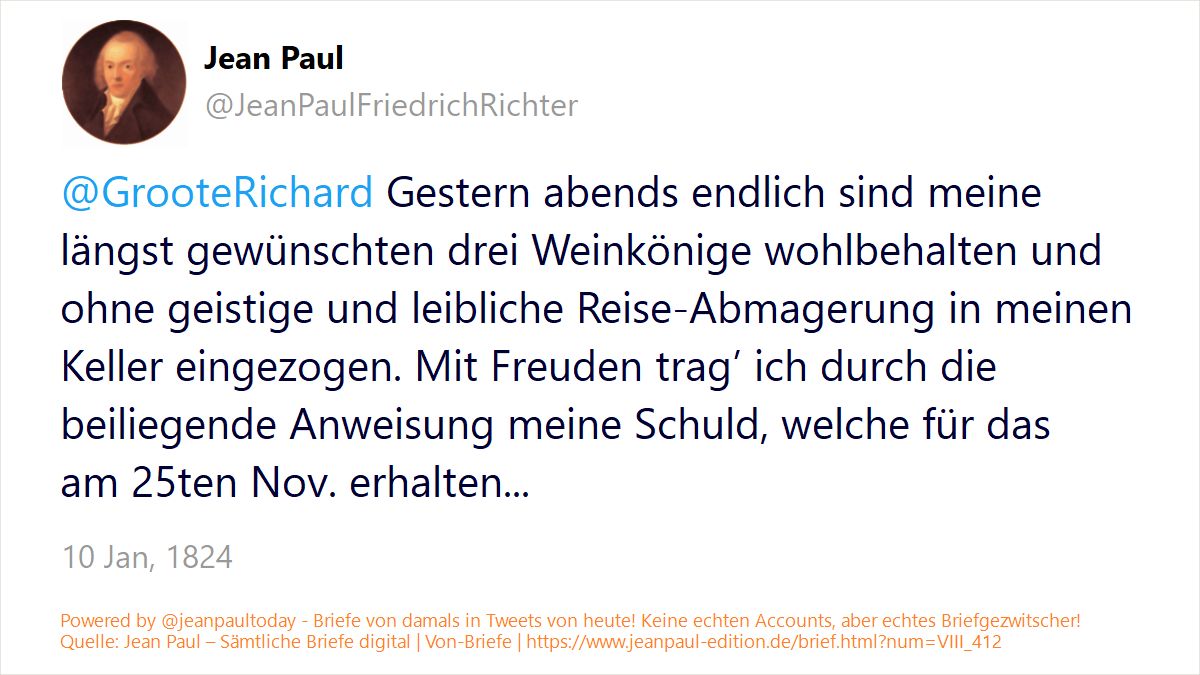 Jean Paul
@JeanPaulFriedrichRichter
@GrooteRichard Gestern abends endlich sind meine
längst gewünschten drei Weinkönige wohlbehalten und
ohne geistige und leibliche Reise-Abmagerung in meinen
Keller eingezogen. Mit Freuden trag’ ich durch die
beiliegende Anweisung meine Schuld, welche für das
am 25ten Nov. erhalten...
10 Jan, 1824
Powered by @jeanpaultoday - Briefe von damals in Tweets von heute! Keine echten Accounts, aber echtes Briefgezwitscher!
Quelle: Jean Paul – Sämtliche Briefe digital | Von-Briefe | https://www.jeanpaul-edition.de/brief.html?num=VIII_412